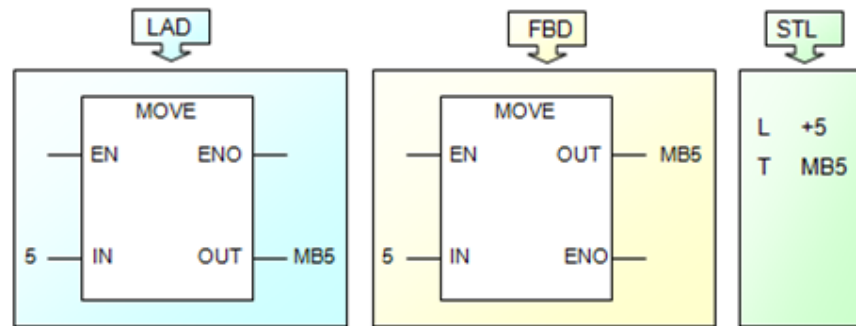 LAD
FBD
STL
MOVE
EN ENO
5 IN OUT MB5
MOVE
EN OUT MB5
5 IN ENO
L +5
T MB5